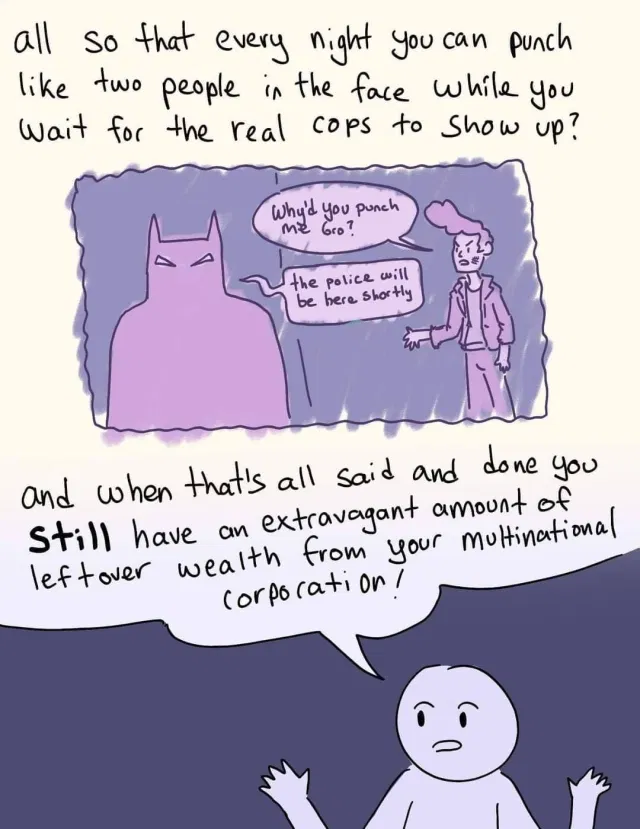 all so that every night you can punch
like two people in the face while you
wait for the real cops to show up?
Why'd you punch
me Bro?
the police will
be here shortly
and when that's all said and done you
still have an extravagant amount of
leftover wealth from your multinational
corporation!